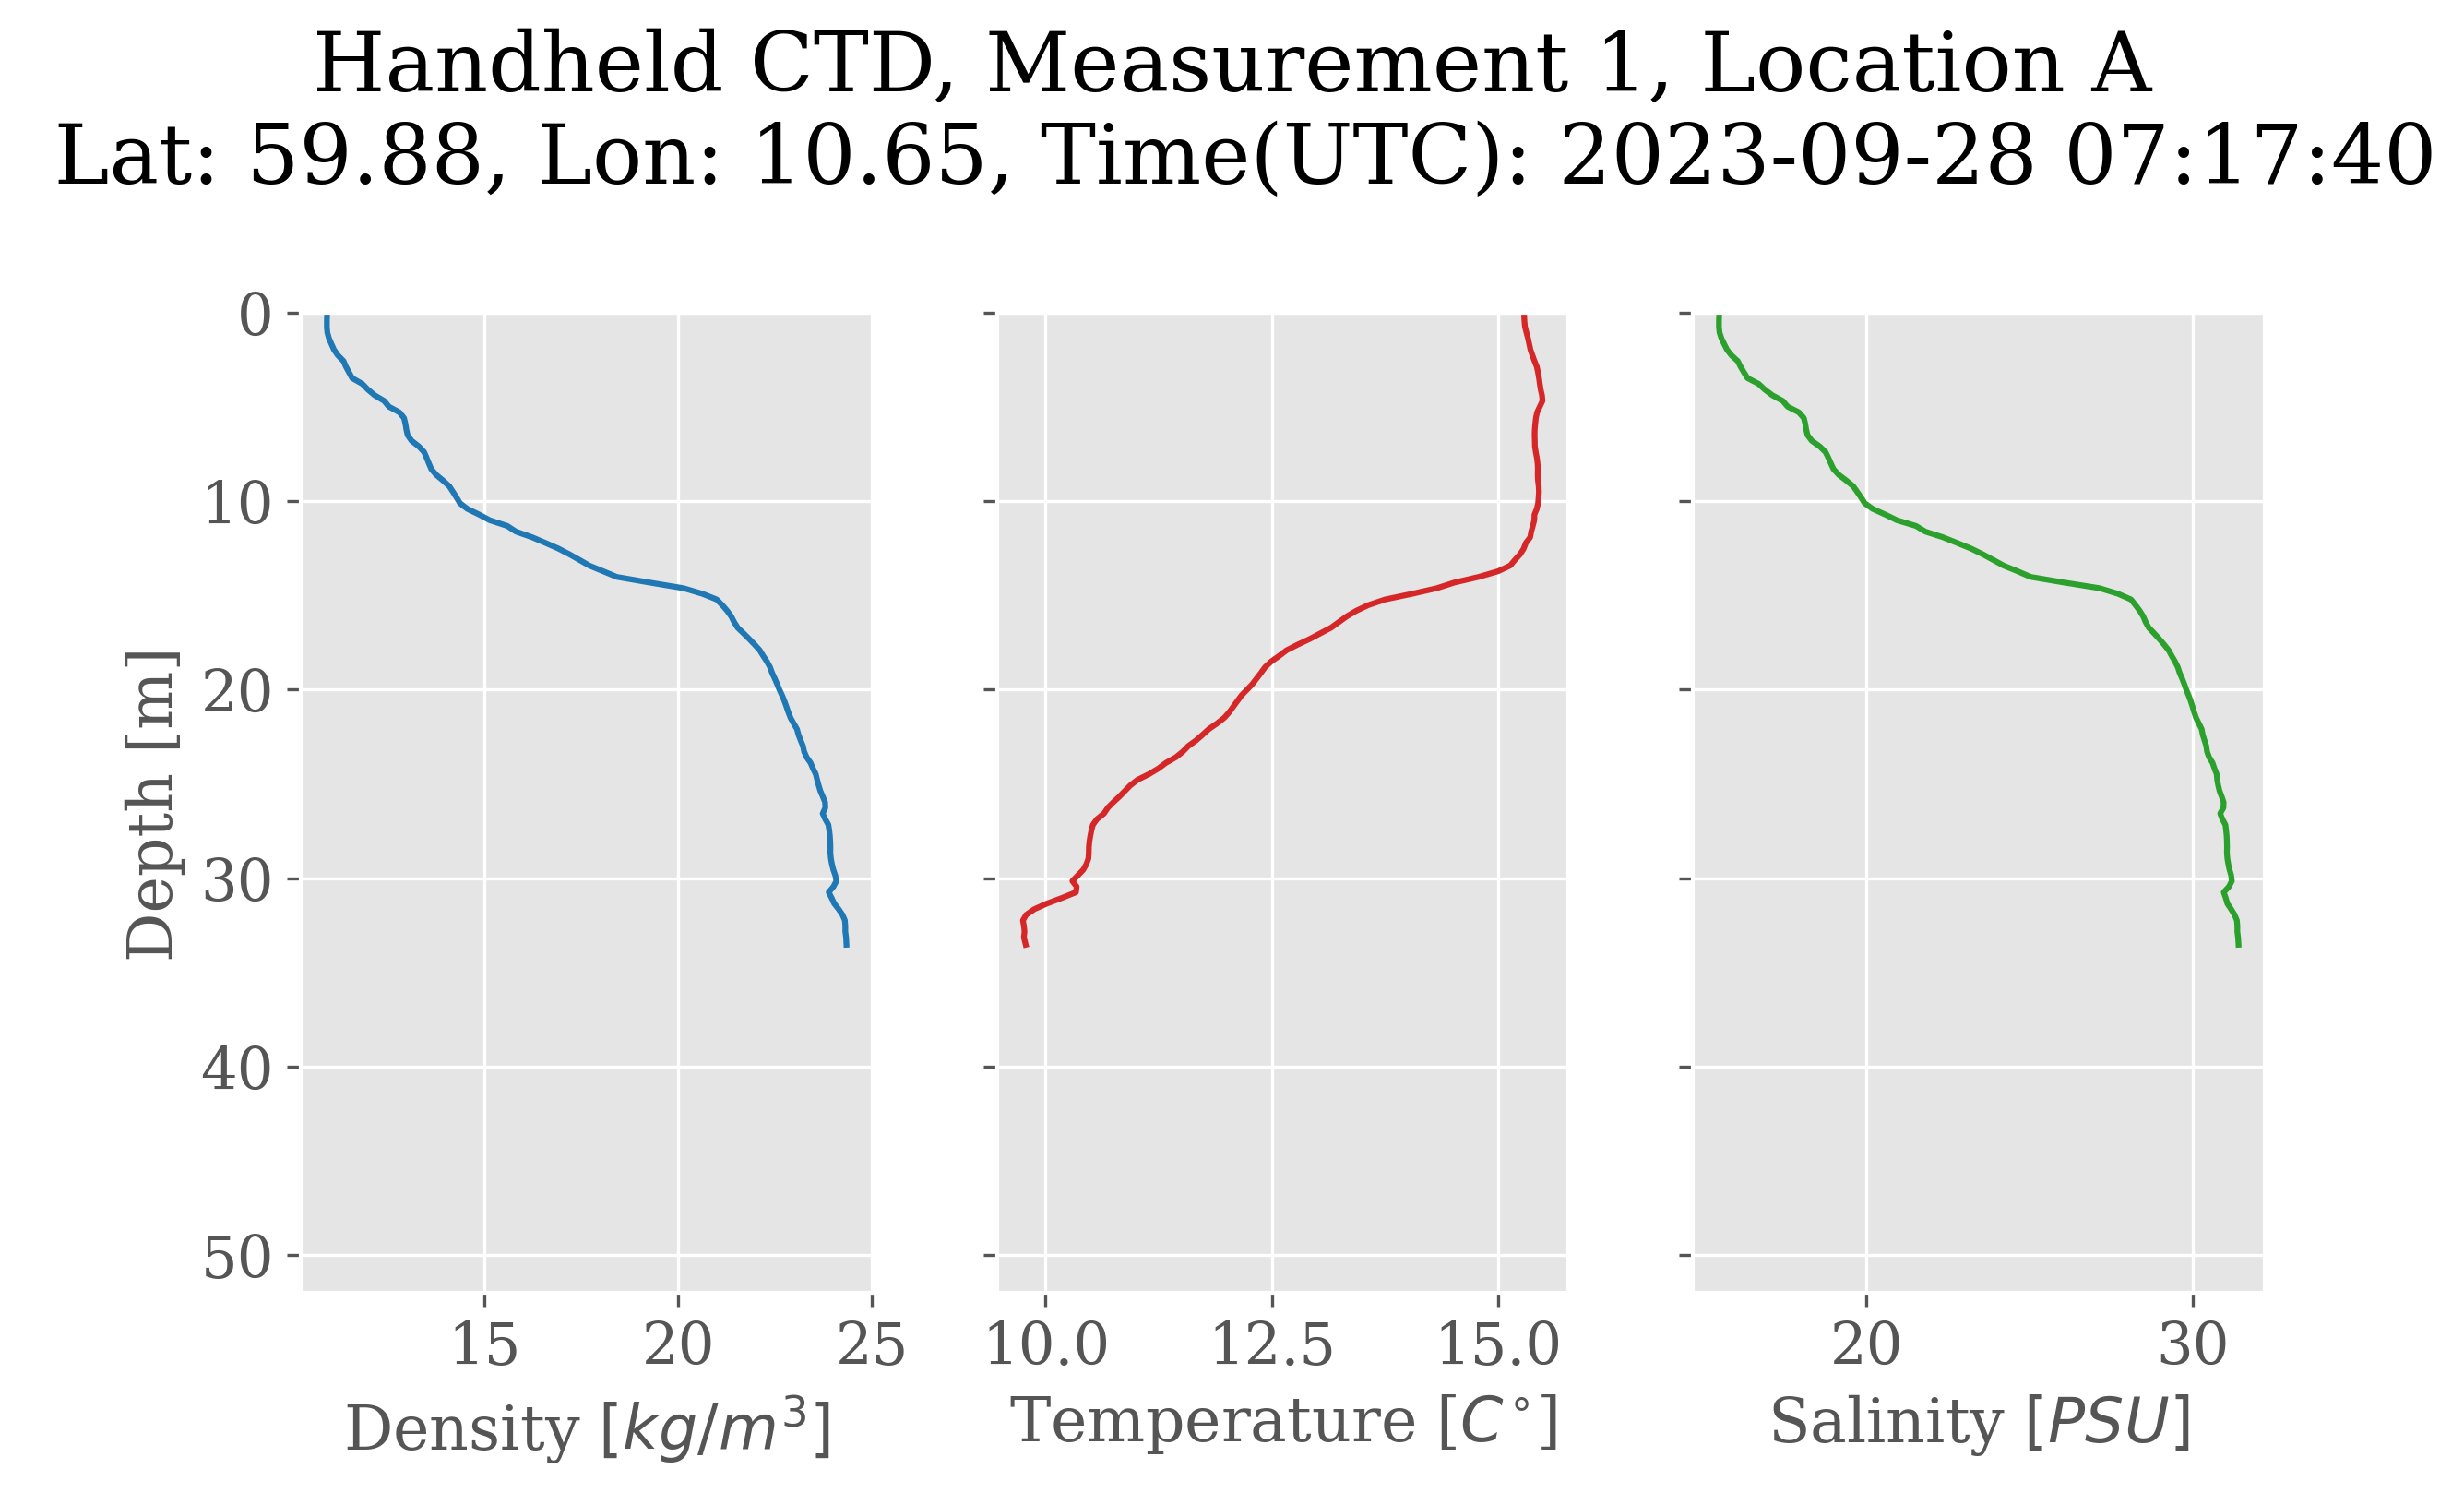 Handheld CTD, Measurement 1, Location A
Lat: 59.88, Lon: 10.65, Time(UTC): 2023-09-28 07:17:40
Depth [m]
0
10
20
30
40
50
15 20 25
Density [kg/m³]
10.0 12.5 15.0
Temperature [C°]
20 30
Salinity [PSU]